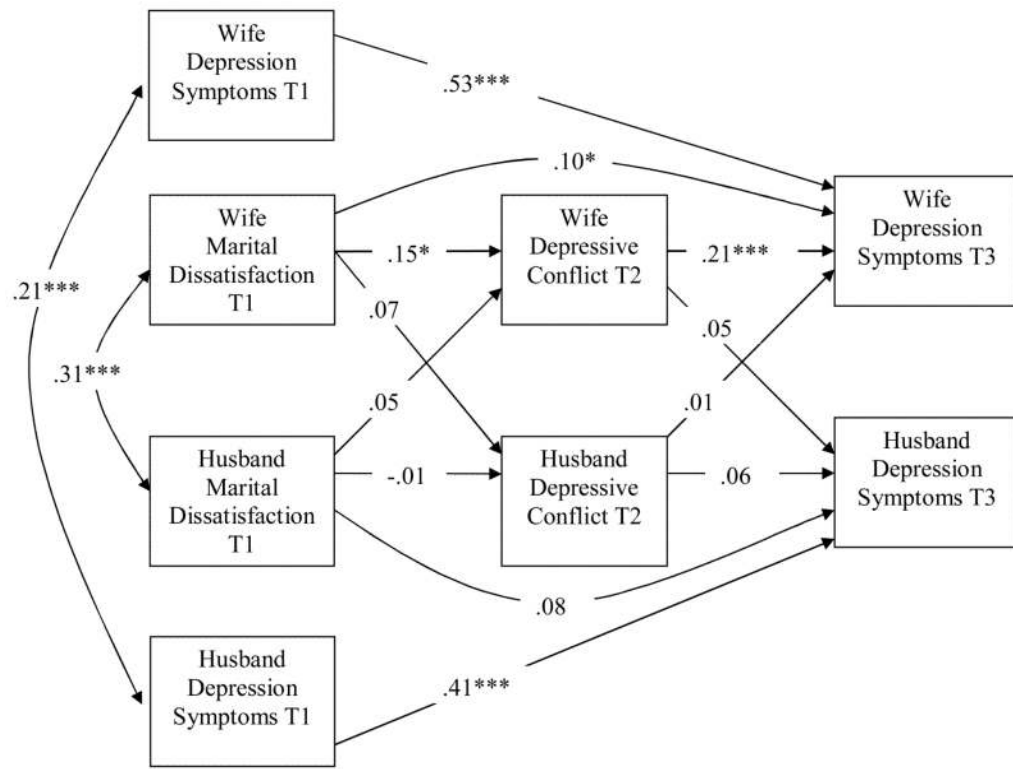 Wife
Depression
Symptoms T1
.53***
.10*
Wife
Marital
Dissatisfaction
T1
.15*
Wife
Depressive
Conflict T2
.21***
Wife
Depression
Symptoms T3
.21***
.07
.05
.31***
.05
.01
Husband
Marital
Dissatisfaction
T1
-.01
Husband
Depressive
Conflict T2
.06
Husband
Depression
Symptoms T3
.08
Husband
Depression
Symptoms T1
.41***